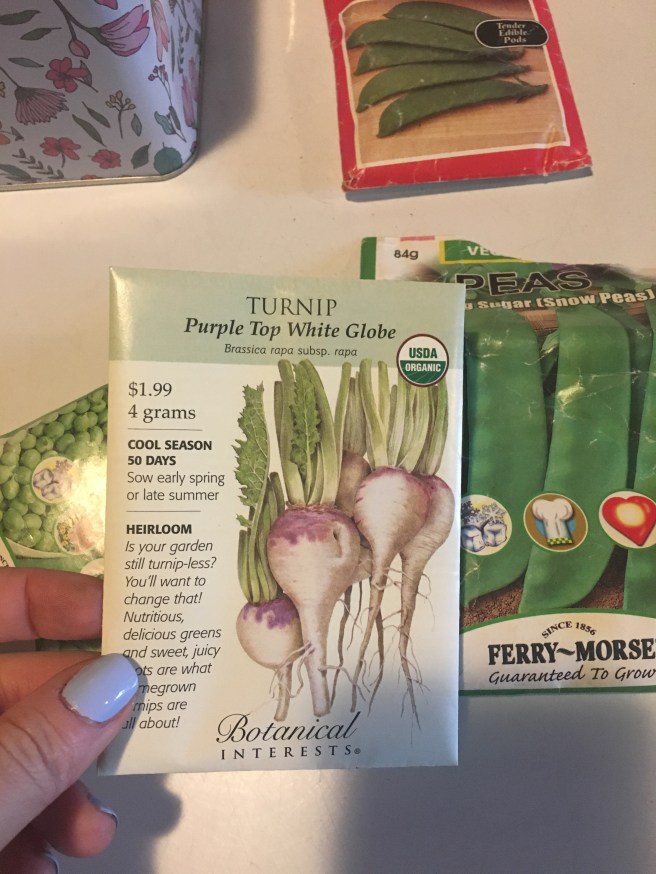 Tender
Edible
Pods
84g
PEAS
Sugar (Snow Peas)
TURNIP
Purple Top White Globe
Brassica rapa subsp. rapa
USDA
ORGANIC
$1.99
4 grams
COOL SEASON
50 DAYS
Sow early spring
or late summer
HEIRLOOM
Is your garden
still turnip-less?
You'll want to
change that!
Nutritious,
delicious greens
and sweet, juicy
are what
are
all about!
Botanical
INTERESTS®
SINCE 1856
FERRY~MORSE
Guaranteed To Grow